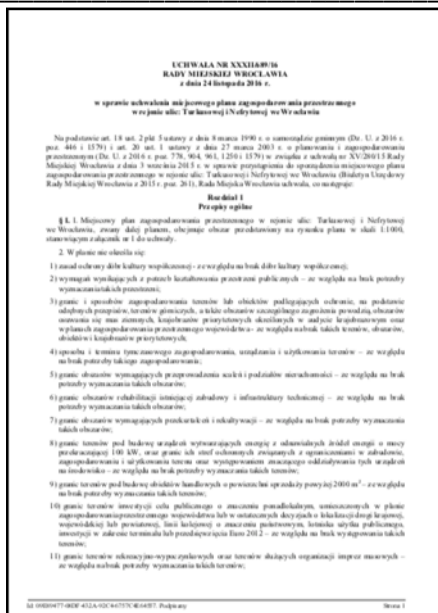 UCHWAŁA NR XXXII/689/16
RADY MIEJSKIEJ WROCŁAWIA
z dnia 24 listopada 2016 r.
w sprawie uchwalenia miejscowego planu zagospodarowania przestrzennego
w rejonie ulic: Turkusowej i Nefrytowej we Wrocławiu
Na podstawie art. 18 ust. 2 pkt 5 ustawy z dnia 8 marca 1990 r. o samorządzie gminnym (Dz. U. z 2016 r.
poz. 446 i 1579) i art. 20 ust. 1 ustawy z dnia 27 marca 2003 r. o planowaniu i zagospodarowaniu
przestrzennym (Dz. U. z 2016 r. poz. 778, 904, 961, 1250 i 1579) w związku z uchwałą nr XV/280/15 Rady
Miejskiej Wrocławia z dnia 3 września 2015 r. w sprawie przystąpienia do sporządzenia miejscowego planu
zagospodarowania przestrzennego w rejonie ulic: Turkusowej i Nefrytowej we Wrocławiu (Biuletyn Urzędowy
Rady Miejskiej Wrocławia z 2015 r. poz. 261), Rada Miejska Wrocławia uchwala, co następuje:
Rozdział 1
Przepisy ogólne
§ 1. 1. Miejscowy plan zagospodarowania przestrzennego w rejonie ulic: Turkusowej i Nefrytowej
we Wrocławiu, zwany dalej planem, obejmuje obszar przedstawiony na rysunku planu w skali 1:1000,
stanowiącym załącznik nr 1 do uchwały.
2. W planie nie określa się:
1) zasad ochrony dóbr kultury współczesnej - ze względu na brak dóbr kultury współczesnej;
2) wymagań wynikających z potrzeb kształtowania przestrzeni publicznych – ze względu na brak potrzeby
wyznaczania takich przestrzeni;
3) granic i sposobów zagospodarowania terenów lub obiektów podlegających ochronie, na podstawie
odrębnych przepisów, terenów górniczych, a także obszarów szczególnego zagrożenia powodzią, obszarów
osuwania się mas ziemnych, krajobrazów priorytetowych określonych w audycie krajobrazowym oraz
w planach zagospodarowania przestrzennego województwa - ze względu na brak takich terenów, obszarów,
obiektów i krajobrazów priorytetowych;
4) sposobu i terminu tymczasowego zagospodarowania, urządzania i użytkowania terenów – ze względu
na brak potrzeby takiego zagospodarowania;
5) granic obszarów wymagających przeprowadzenia scaleń i podziałów nieruchomości – ze względu na brak
potrzeby wyznaczania takich obszarów;
6) granic obszarów rehabilitacji istniejącej zabudowy i infrastruktury technicznej – ze względu na brak
potrzeby wyznaczania takich obszarów;
7) granic obszarów wymagających przekształceń i rekultywacji – ze względu na brak potrzeby wyznaczania
takich obszarów;
8) granic terenów pod budowę urządzeń wytwarzających energię z odnawialnych źródeł energii o mocy
przekraczającej 100 kW, oraz granic ich stref ochronnych związanych z ograniczeniami w zabudowie,
zagospodarowaniu i użytkowaniu terenu oraz występowaniem znaczącego oddziaływania tych urządzeń
na środowisko – ze względu na brak potrzeby wyznaczania takich terenów;
9) granic terenów pod budowę obiektów handlowych o powierzchni sprzedaży powyżej 2000 m² – ze względu
na brak potrzeby wyznaczania takich terenów;
10) granic terenów inwestycji celu publicznego o znaczeniu ponadlokalnym, umieszczonych w planie
zagospodarowania przestrzennego województwa lub w ostatecznych decyzjach o lokalizacji drogi krajowej,
wojewódzkiej lub powiatowej, linii kolejowej o znaczeniu państwowym, lotniska użytku publicznego,
inwestycji w zakresie terminalu lub przedsięwzięcia Euro 2012 – ze względu na brak występowania takich
terenów;
11) granic terenów rekreacyjno-wypoczynkowych oraz terenów służących organizacji imprez masowych –
ze względu na brak potrzeby wyznaczania takich terenów;
Podpisany
Strona 1